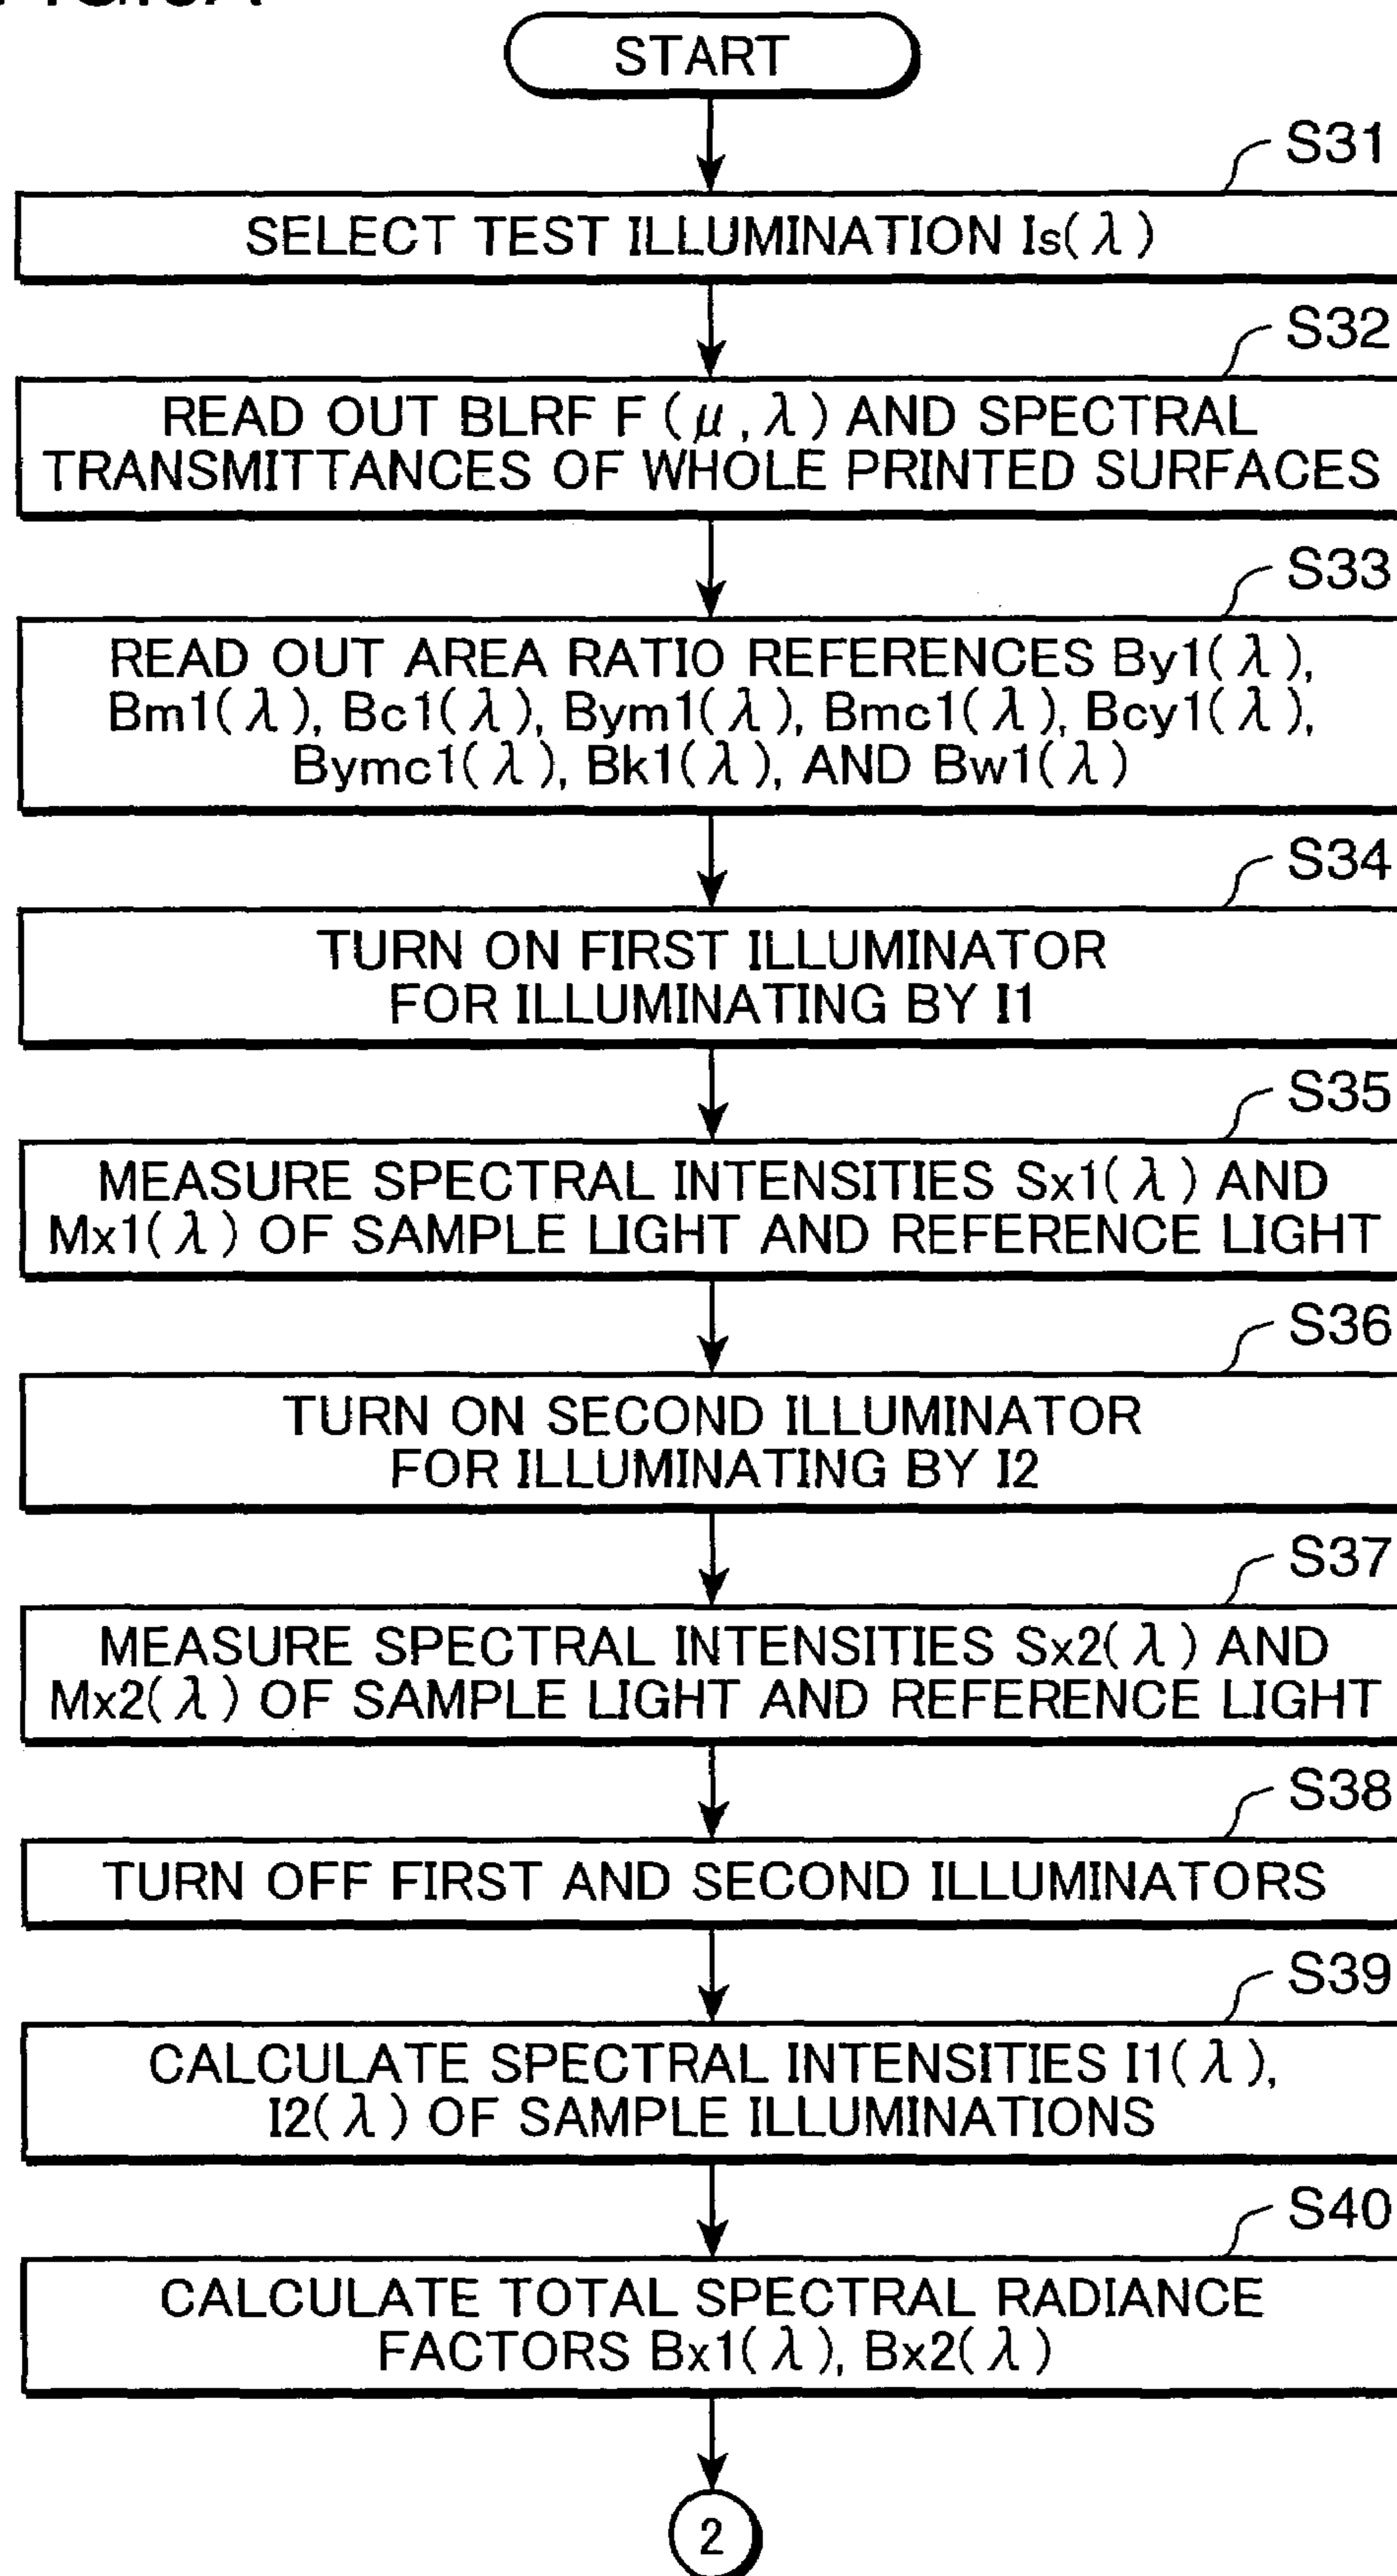 START
S31
SELECT TEST ILLUMINATION Is(λ)
S32
READ OUT BLRF F(μ,λ) AND SPECTRAL
TRANSMITTANCES OF WHOLE PRINTED SURFACES
S33
READ OUT AREA RATIO REFERENCES By1(λ),
Bm1(λ), Bc1(λ), Bym1(λ), Bmc1(λ), Bcy1(λ),
Bymc1(λ), Bk1(λ), AND Bw1(λ)
S34
TURN ON FIRST ILLUMINATOR
FOR ILLUMINATING BY I1
S35
MEASURE SPECTRAL INTENSITIES Sx1(λ) AND
Mx1(λ) OF SAMPLE LIGHT AND REFERENCE LIGHT
S36
TURN ON SECOND ILLUMINATOR
FOR ILLUMINATING BY I2
S37
MEASURE SPECTRAL INTENSITIES Sx2(λ) AND
Mx2(λ) OF SAMPLE LIGHT AND REFERENCE LIGHT
S38
TURN OFF FIRST AND SECOND ILLUMINATORS
S39
CALCULATE SPECTRAL INTENSITIES I1(λ),
I2(λ) OF SAMPLE ILLUMINATIONS
S40
CALCULATE TOTAL SPECTRAL RADIANCE
FACTORS Bx1(λ), Bx2(λ)
2